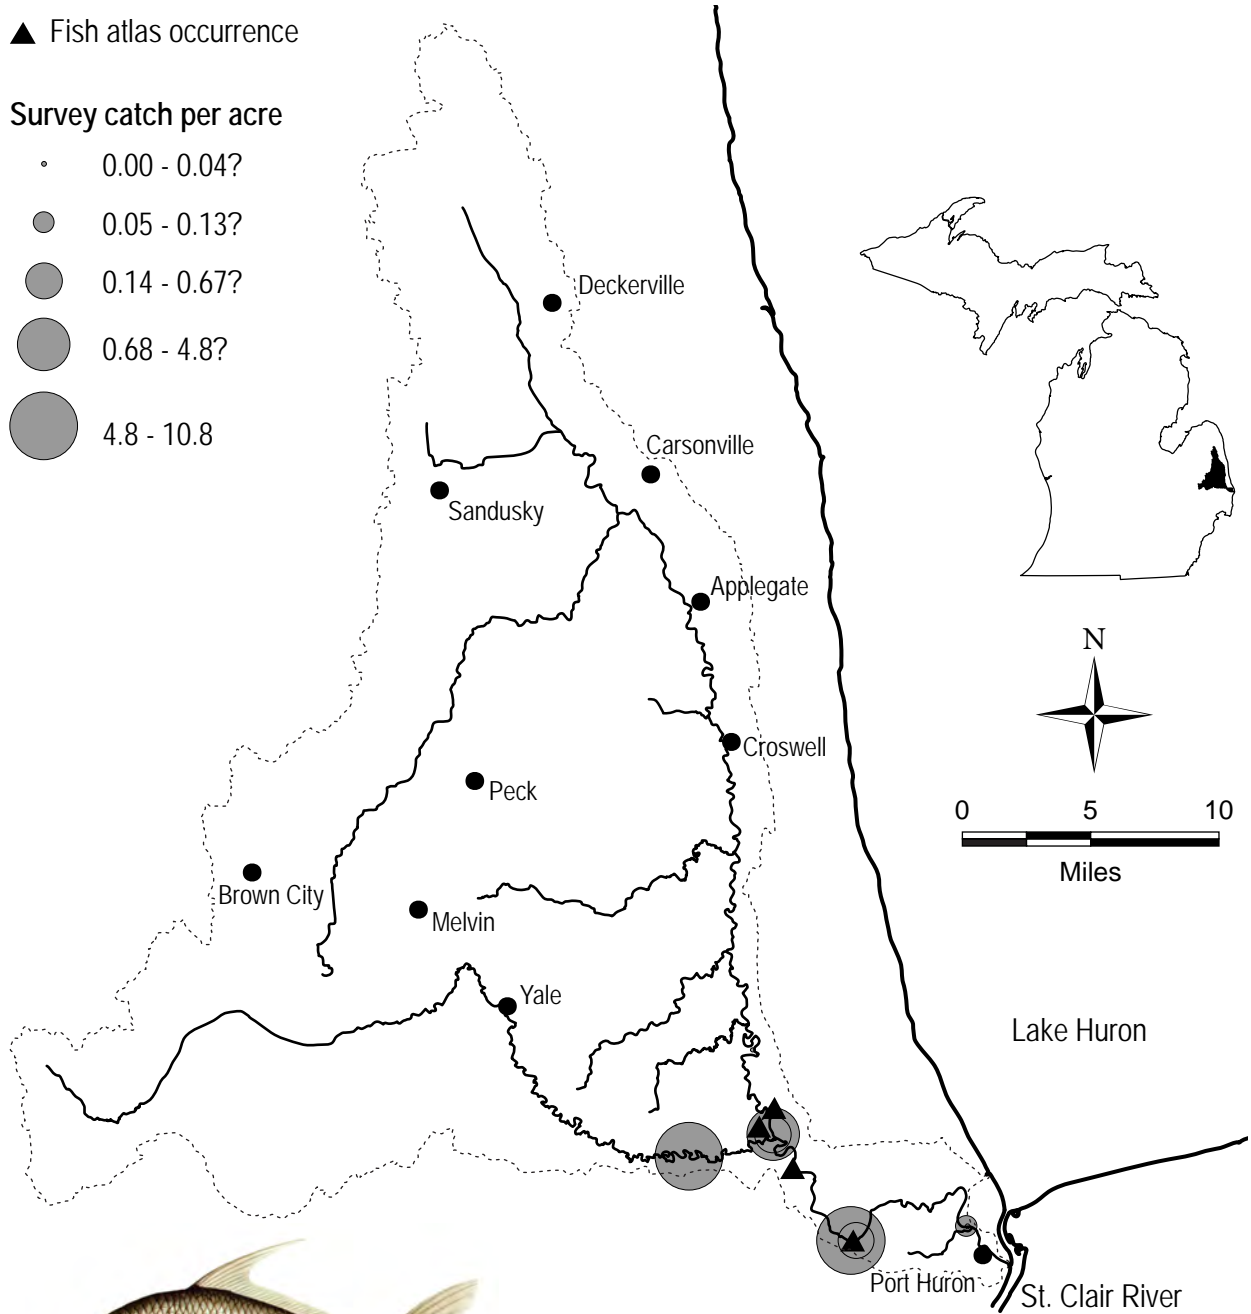 Fish atlas occurrence
Survey catch per acre
0.00 - 0.04?
0.05 - 0.13?
0.14 - 0.67?
0.68 - 4.8?
4.8 - 10.8
Deckerville
Carsonville
Sandusky
Applegate
N
Croswell
Peck
0 5 10
Miles
Brown City
Melvin
Yale
Lake Huron
Port Huron
St. Clair River